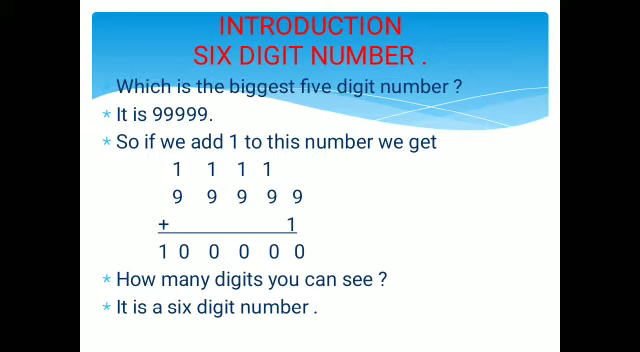 INTRODUCTION
SIX DIGIT NUMBER .
* Which is the biggest five digit number ?
* It is 99999.
* So if we add 1 to this number we get
1 1 1 1
9 9 9 9 9
+ 1
1 0 0 0 0 0
* How many digits you can see ?
* It is a six digit number .